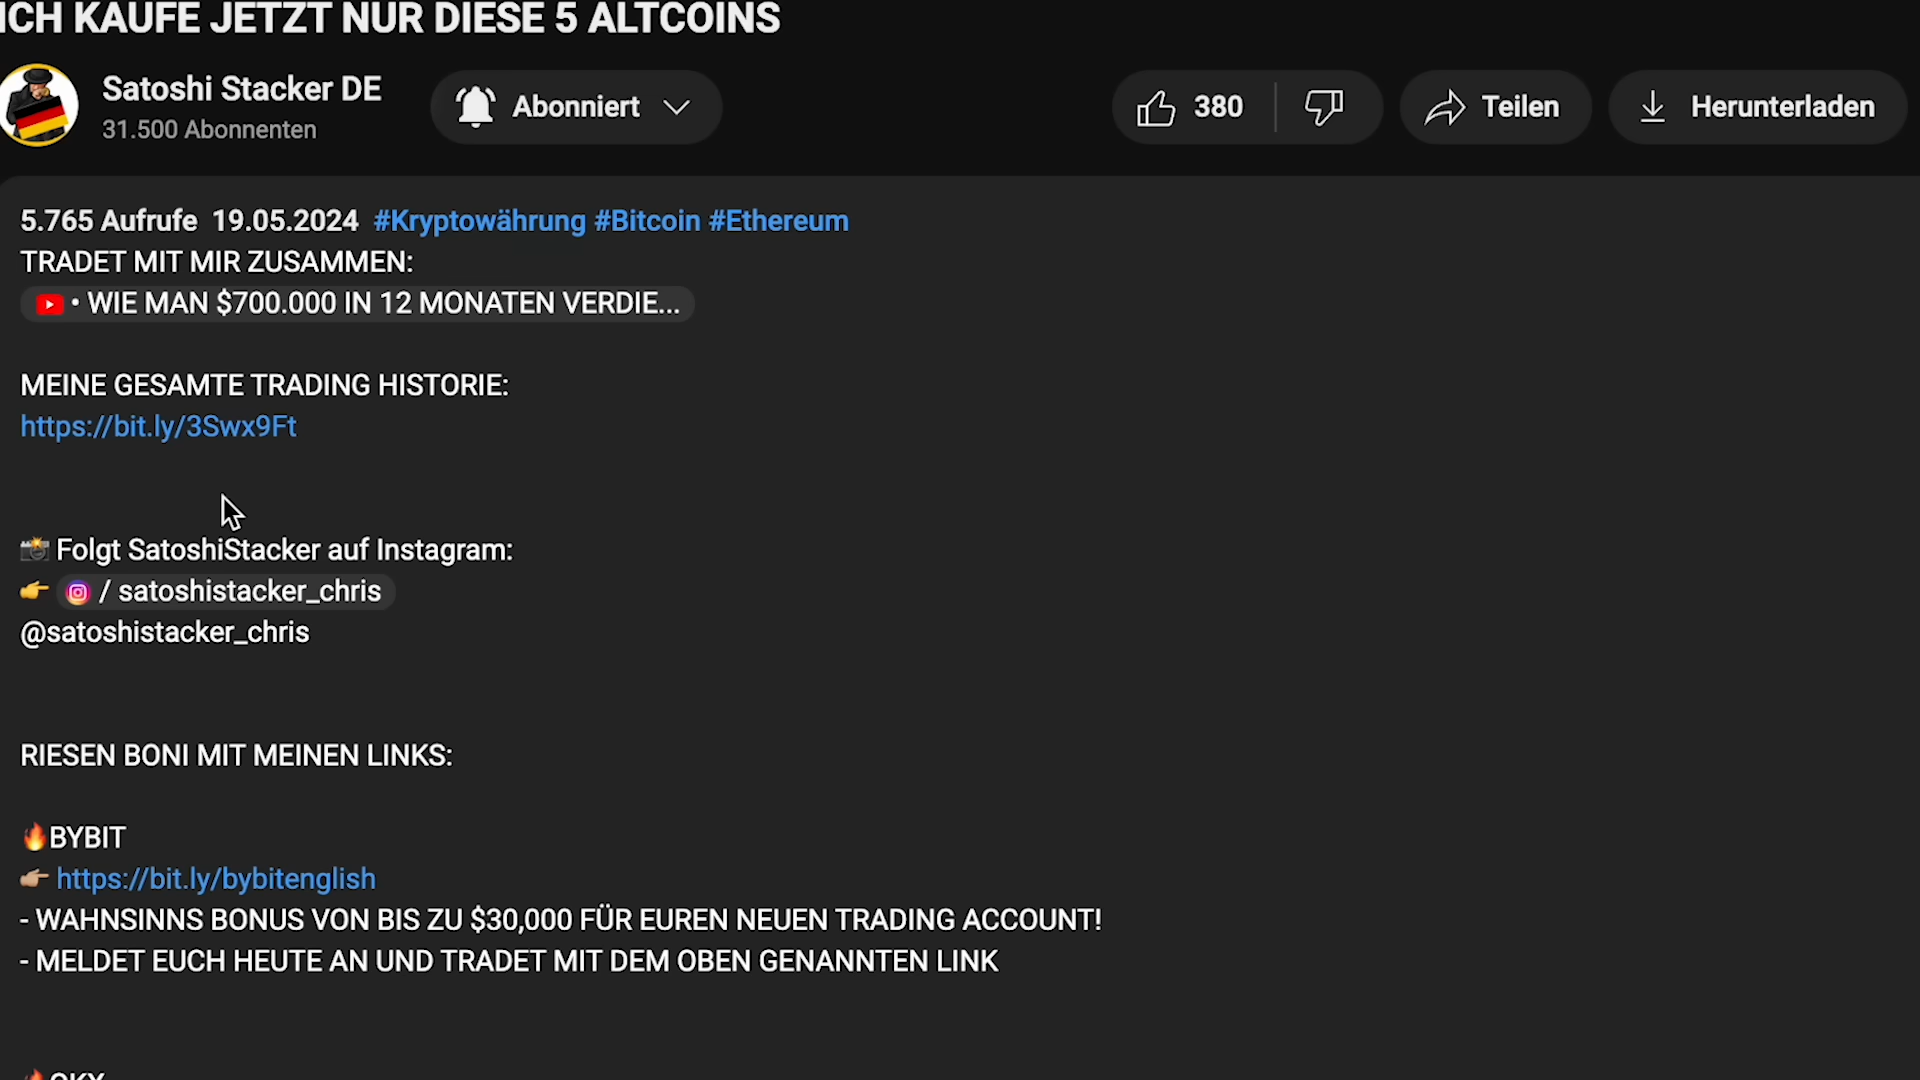 ICH KAUFE JETZT NUR DIESE 5 ALTCOINS
Satoshi Stacker DE
31.500 Abonnenten
Abonniert
380
Teilen
Herunterladen
5.765 Aufrufe 19.05.2024 #Kryptowährung #Bitcoin #Ethereum
TRADET MIT MIR ZUSAMMEN:
• WIE MAN $700.000 IN 12 MONATEN VERDIE...
MEINE GESAMTE TRADING HISTORIE:
https://bit.ly/3Swx9Ft
📸 Folgt SatoshiStacker auf Instagram:
👉 / satoshistacker_chris
@satoshistacker_chris
RIESEN BONI MIT MEINEN LINKS:
🔥BYBIT
👉🏼 https://bit.ly/bybitenglish
- WAHNSINNS BONUS VON BIS ZU $30,000 FÜR EUREN NEUEN TRADING ACCOUNT!
- MELDET EUCH HEUTE AN UND TRADET MIT DEM OBEN GENANNTEN LINK
🔥OKX